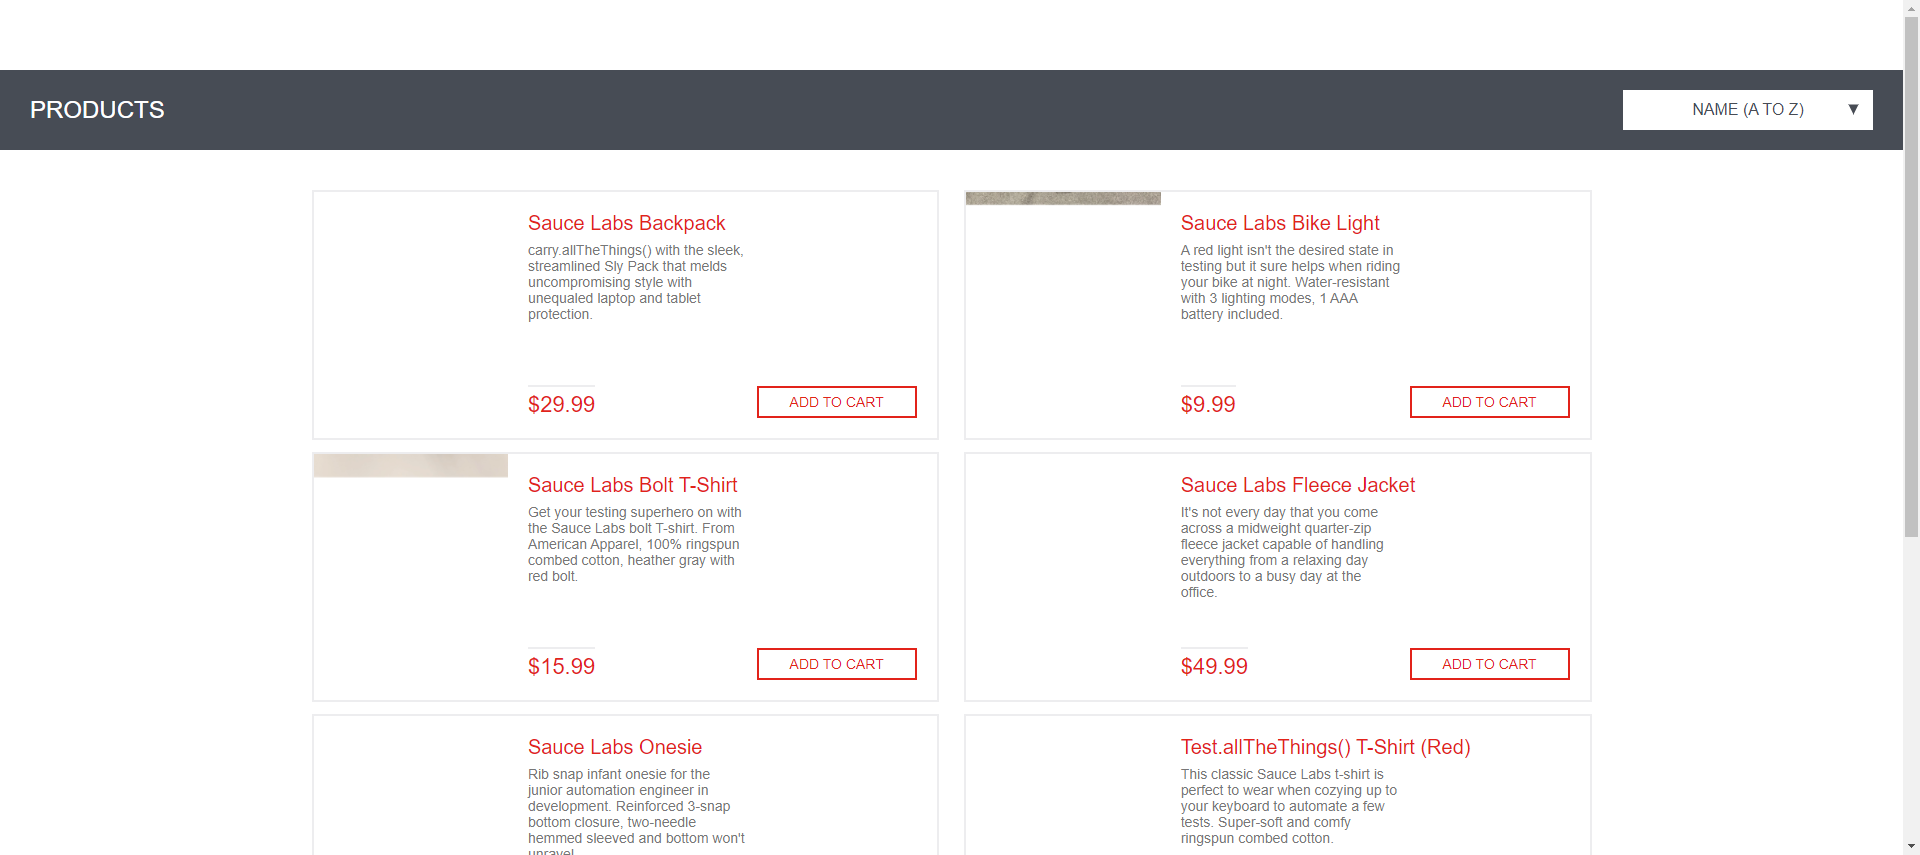 PRODUCTS
NAME (A TO Z)
Sauce Labs Backpack
carry.allTheThings() with the sleek,
streamlined Sly Pack that melds
uncompromising style with
unequaled laptop and tablet
protection.
$29.99
ADD TO CART
Sauce Labs Bike Light
A red light isn't the desired state in
testing but it sure helps when riding
your bike at night. Water-resistant
with 3 lighting modes, 1 AAA
battery included.
$9.99
ADD TO CART
Sauce Labs Bolt T-Shirt
Get your testing superhero on with
the Sauce Labs bolt T-shirt. From
American Apparel, 100% ringspun
combed cotton, heather gray with
red bolt.
$15.99
ADD TO CART
Sauce Labs Fleece Jacket
It's not every day that you come
across a midweight quarter-zip
fleece jacket capable of handling
everything from a relaxing day
outdoors to a busy day at the
office.
$49.99
ADD TO CART
Sauce Labs Onesie
Rib snap infant onesie for the
junior automation engineer in
development. Reinforced 3-snap
bottom closure, two-needle
hemmed sleeved and bottom won't
unravel
Test.allTheThings() T-Shirt (Red)
This classic Sauce Labs t-shirt is
perfect to wear when cozying up to
your keyboard to automate a few
tests. Super-soft and comfy
ringspun combed cotton.